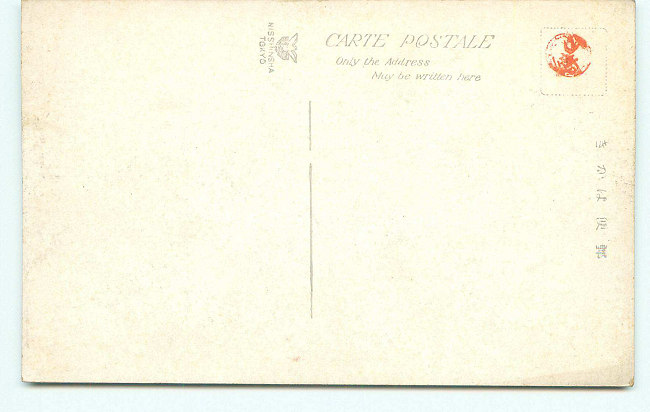 NISSHINSHA
TOKYO
CARTE POSTALE
Only the Address
May be written here
きかは便郵